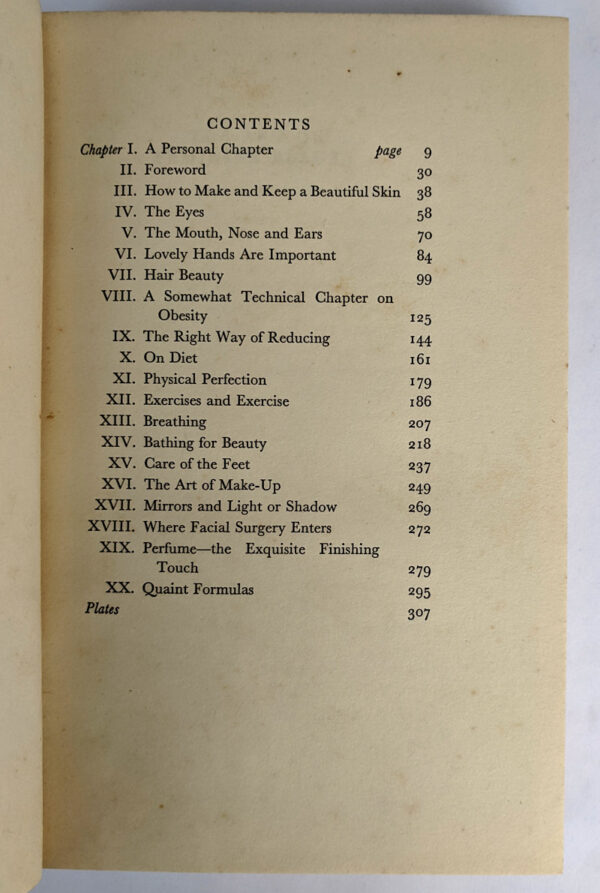 CONTENTS
Chapter I. A Personal Chapter page 9
II. Foreword 30
III. How to Make and Keep a Beautiful Skin 38
IV. The Eyes 58
V. The Mouth, Nose and Ears 70
VI. Lovely Hands Are Important 84
VII. Hair Beauty 99
VIII. A Somewhat Technical Chapter on
Obesity 125
IX. The Right Way of Reducing 144
X. On Diet 161
XI. Physical Perfection 179
XII. Exercises and Exercise 186
XIII. Breathing 207
XIV. Bathing for Beauty 218
XV. Care of the Feet 237
XVI. The Art of Make-Up 249
XVII. Mirrors and Light or Shadow 269
XVIII. Where Facial Surgery Enters 272
XIX. Perfume—the Exquisite Finishing
Touch 279
XX. Quaint Formulas 295
Plates 307